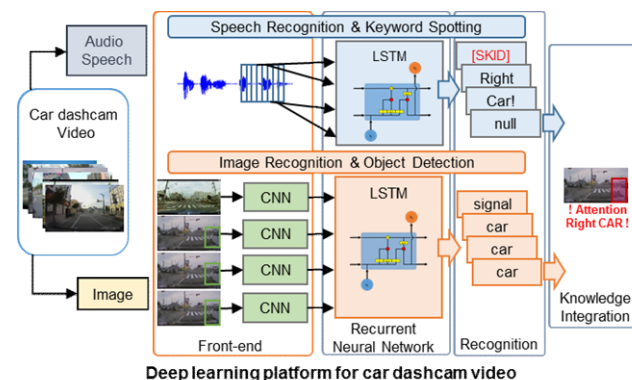 Speech Recognition & Keyword Spotting
Audio
Speech
LSTM
[SKID]
Right
Car!
null
Car dashcam
Video
Image Recognition & Object Detection
CNN
CNN
CNN
CNN
LSTM
signal
car
car
car
! Attention
Right CAR !
Image
Front-end
Recurrent
Neural Network
Recognition
Knowledge
Integration
Deep learning platform for car dashcam video